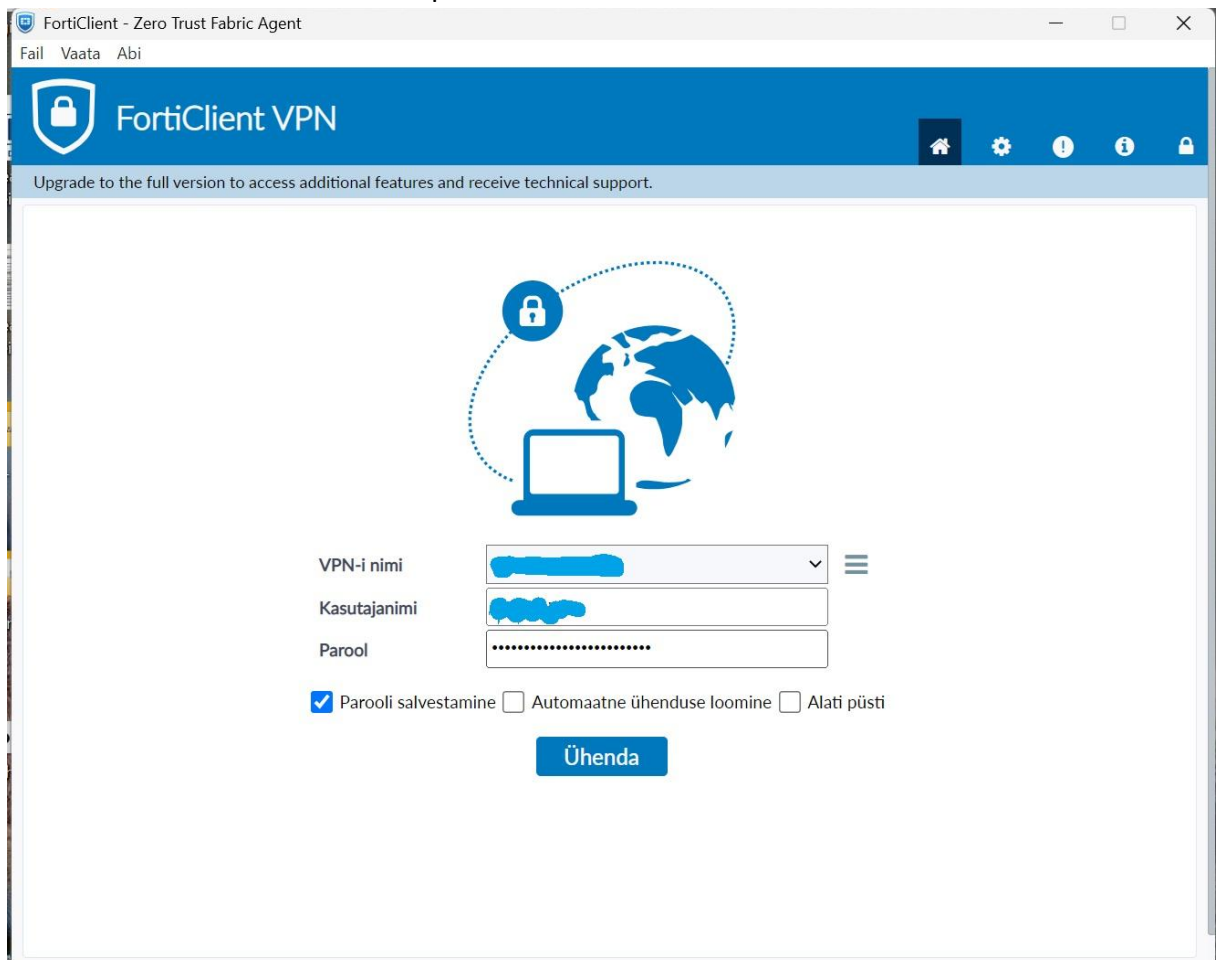 FortiClient - Zero Trust Fabric Agent
Fail Vaata Abi
FortiClient VPN
Upgrade to the full version to access additional features and receive technical support.
VPN-i nimi
Kasutajanimi
Parool •••••••••••••••••••••••••
Parooli salvestamine Automaatne ühenduse loomine Alati püsti
Ühenda